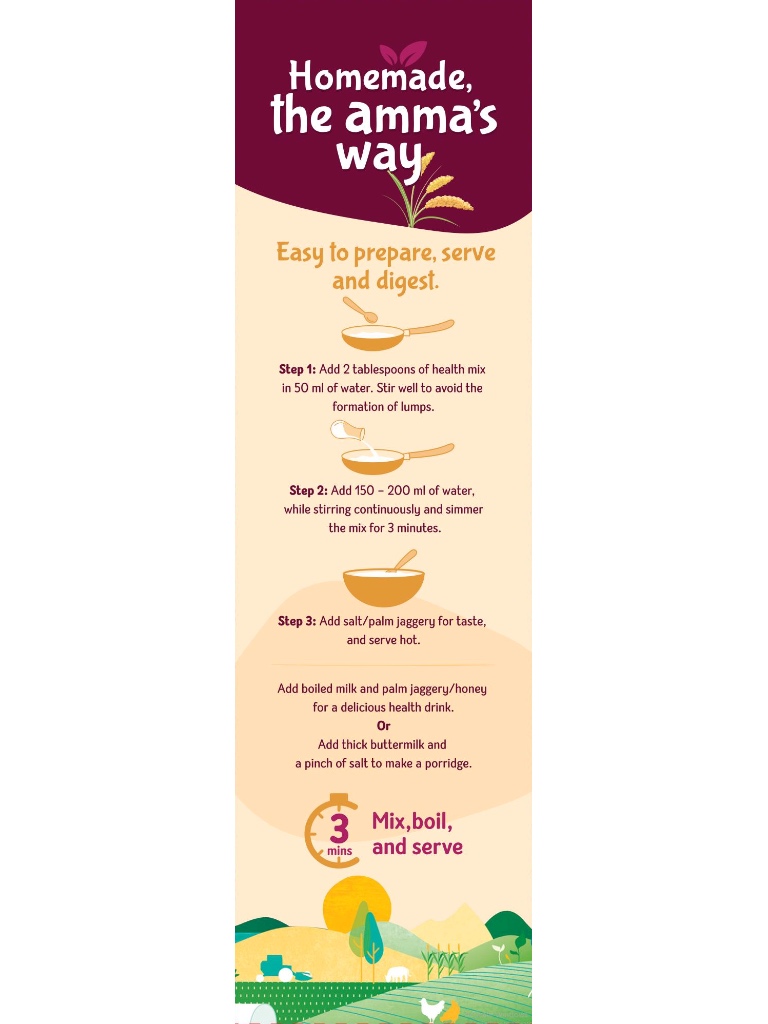 Homemade,
the amma's
way
Easy to prepare, serve
and digest.
Step 1: Add 2 tablespoons of health mix
in 50 ml of water. Stir well to avoid the
formation of lumps.
Step 2: Add 150 – 200 ml of water,
while stirring continuously and simmer
the mix for 3 minutes.
Step 3: Add salt/palm jaggery for taste,
and serve hot.
Add boiled milk and palm jaggery/honey
for a delicious health drink.
Or
Add thick buttermilk and
a pinch of salt to make a porridge.
3
mins
Mix,boil,
and serve